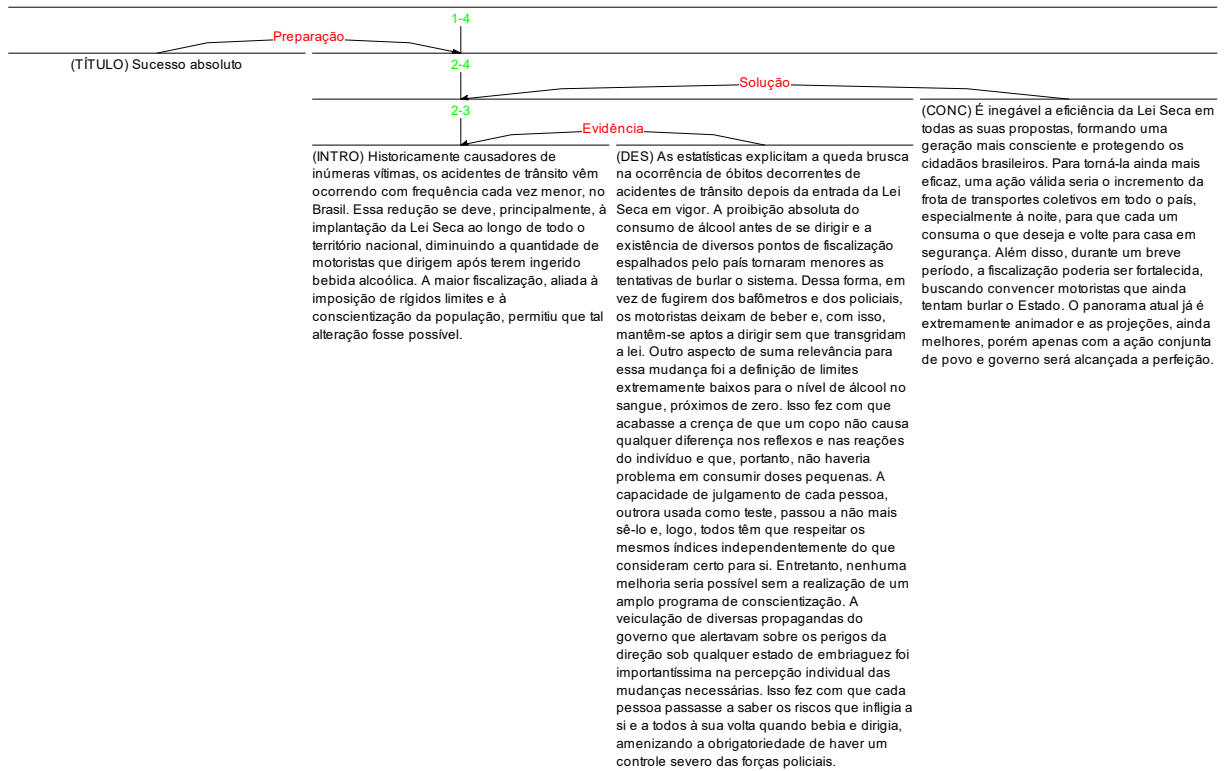 1-4
Preparação
(TÍTULO) Sucesso absoluto
2-4
Solução
2-3
Evidência
(INTRO) Historicamente causadores de
inúmeras vítimas, os acidentes de trânsito vêm
ocorrendo com frequência cada vez menor, no
Brasil. Essa redução se deve, principalmente, à
implantação da Lei Seca ao longo de todo o
território nacional, diminuindo a quantidade de
motoristas que dirigem após terem ingerido
bebida alcoólica. A maior fiscalização, aliada à
imposição de rígidos limites e à
conscientização da população, permitiu que tal
alteração fosse possível.
(DES) As estatísticas explicitam a queda brusca
na ocorrência de óbitos decorrentes de
acidentes de trânsito depois da entrada da Lei
Seca em vigor. A proibição absoluta do
consumo de álcool antes de se dirigir e a
existência de diversos pontos de fiscalização
espalhados pelo país tornaram menores as
tentativas de burlar o sistema. Dessa forma, em
vez de fugirem dos bafômetros e dos policiais,
os motoristas deixam de beber e, com isso,
mantêm-se aptos a dirigir sem que transgridam
a lei. Outro aspecto de suma relevância para
essa mudança foi a definição de limites
extremamente baixos para o nível de álcool no
sangue, próximos de zero. Isso fez com que
acabasse a crença de que um copo não causa
qualquer diferença nos reflexos e nas reações
do indivíduo e que, portanto, não haveria
problema em consumir doses pequenas. A
capacidade de julgamento de cada pessoa,
outrora usada como teste, passou a não mais
sê-lo e, logo, todos têm que respeitar os
mesmos índices independentemente do que
consideram certo para si. Entretanto, nenhuma
melhoria seria possível sem a realização de um
amplo programa de conscientização. A
veiculação de diversas propagandas do
governo que alertavam sobre os perigos da
direção sob qualquer estado de embriaguez foi
importantíssima na percepção individual das
mudanças necessárias. Isso fez com que cada
pessoa passasse a saber os riscos que infligia a
si e a todos à sua volta quando bebia e dirigia,
amenizando a obrigatoriedade de haver um
controle severo das forças policiais.
(CONC) É inegável a eficiência da Lei Seca em
todas as suas propostas, formando uma
geração mais consciente e protegendo os
cidadãos brasileiros. Para torná-la ainda mais
eficaz, uma ação válida seria o incremento da
frota de transportes coletivos em todo o país,
especialmente à noite, para que cada um
consuma o que deseja e volte para casa em
segurança. Além disso, durante um breve
período, a fiscalização poderia ser fortalecida,
buscando convencer motoristas que ainda
tentam burlar o Estado. O panorama atual já é
extremamente animador e as projeções, ainda
melhores, porém apenas com a ação conjunta
de povo e governo será alcançada a perfeição.